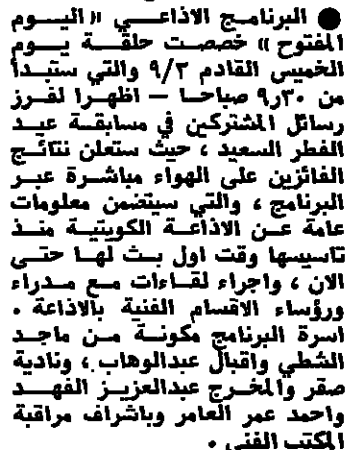 ● البرنامج الاذاعي «اليوم
المفتوح» خصصت حلقة يوم
الخميس القادم ٩/٣ والتي ستبدأ
من ٩٫٣٠ صباحا — اظهرا لفرز
رسائل المشتركين في مسابقة عيد
الفطر السعيد ، حيث ستعلن نتائج
الفائزين على الهواء مباشرة عبر
البرنامج ، والتي سيتضمن معلومات
عامة عن الاذاعة الكويتية منذ
تاسيسها وقت اول بث لها حتى
الان ، واجراء لقاءات مع مدراء
ورؤساء الاقسام الفنية بالاذاعة .
اسرة البرنامج مكونة من ماجد
الشطي واقبال عبدالوهاب ، ونادية
صقر والمخرج عبدالعزيز الفهد
واحمد عمر العامر وباشراف مراقبة
المكتب الفني .